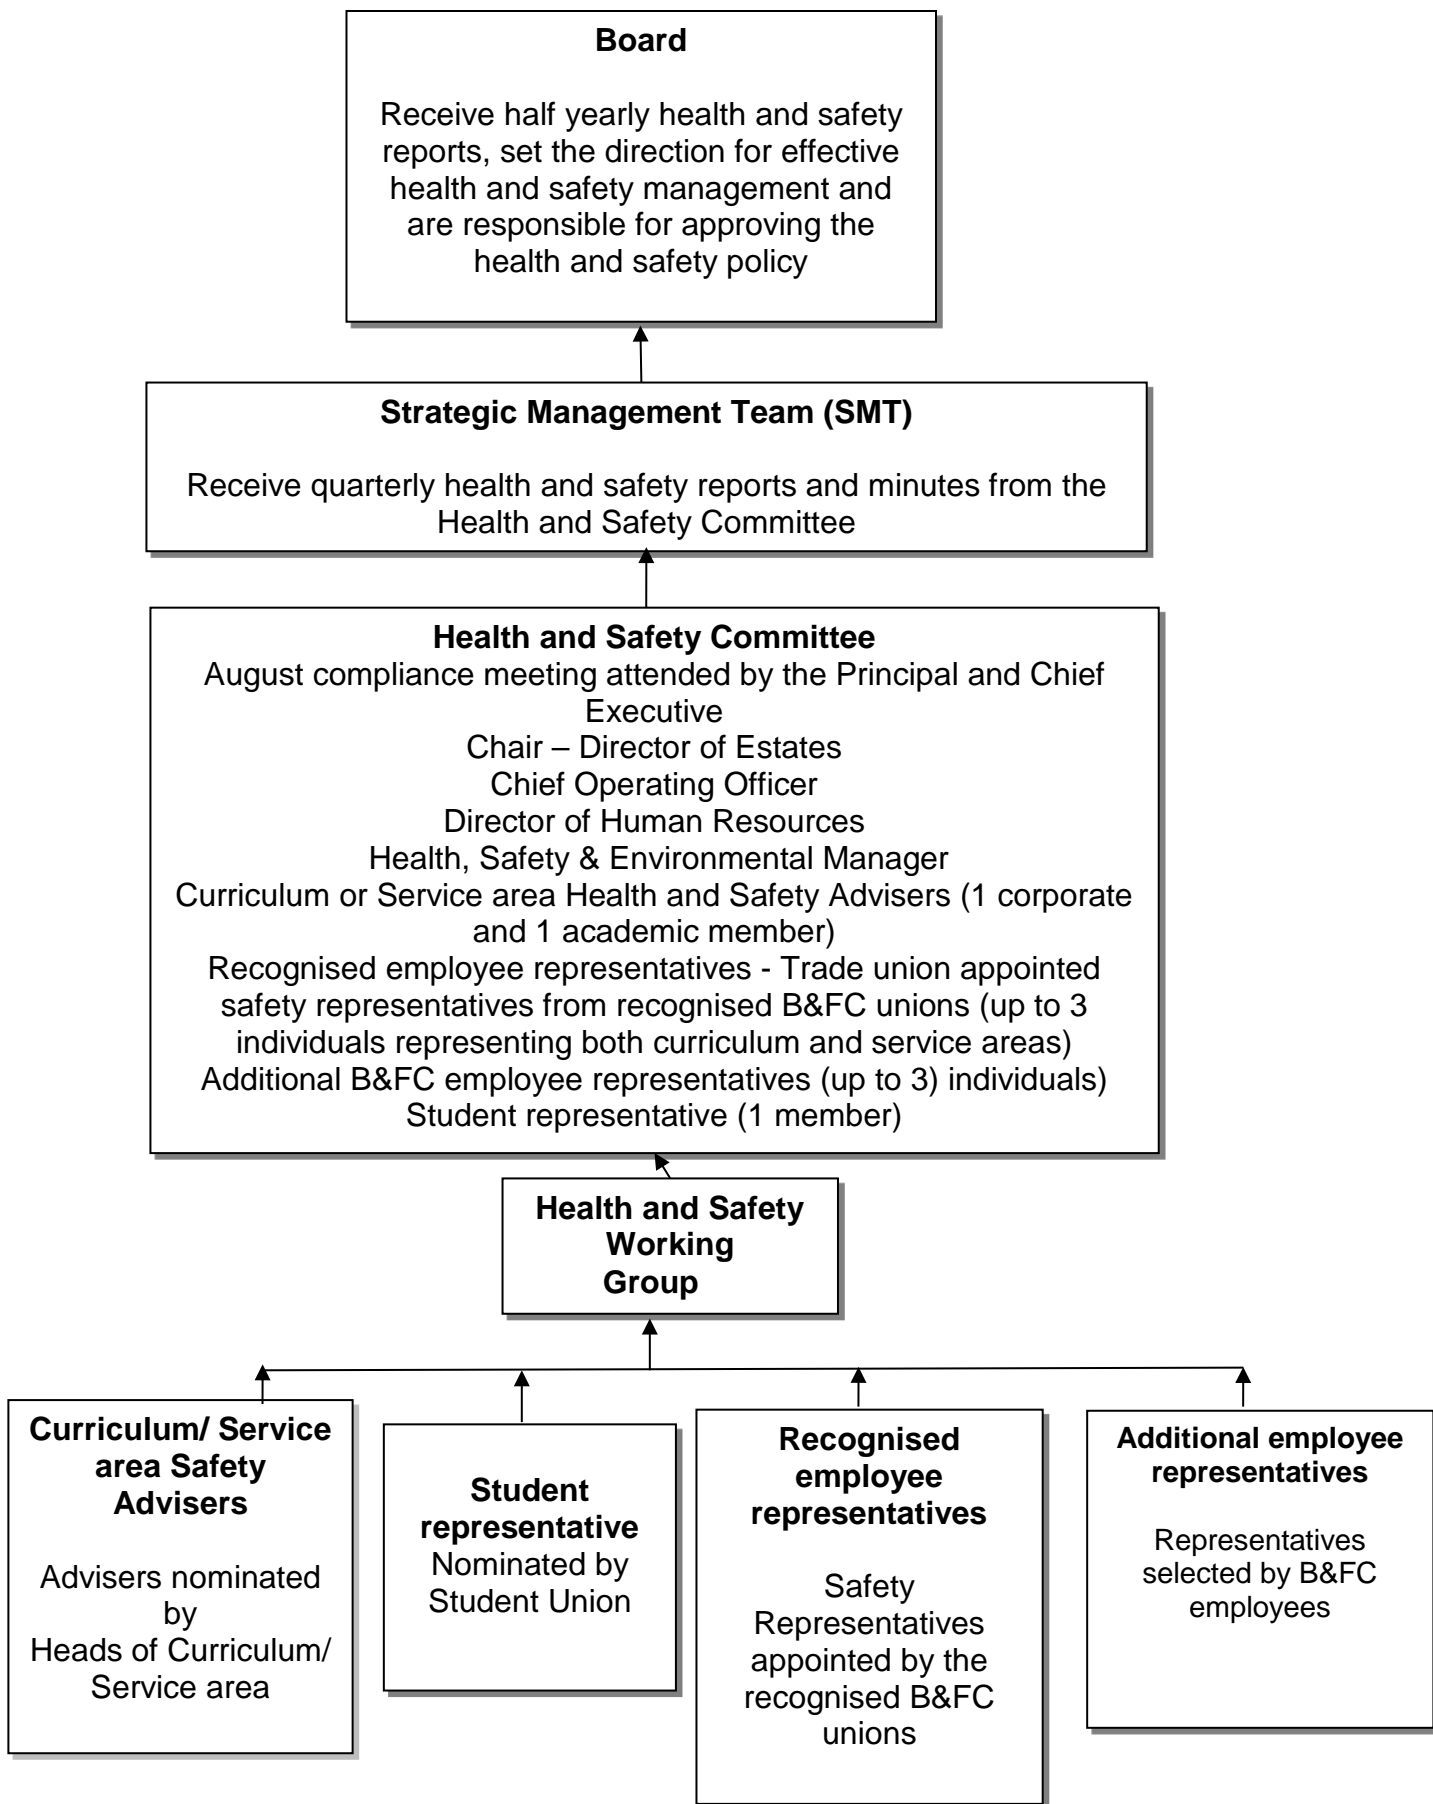 Board
Receive half yearly health and safety
reports, set the direction for effective
health and safety management and
are responsible for approving the
health and safety policy
Strategic Management Team (SMT)
Receive quarterly health and safety reports and minutes from the
Health and Safety Committee
Health and Safety Committee
August compliance meeting attended by the Principal and Chief
Executive
Chair – Director of Estates
Chief Operating Officer
Director of Human Resources
Health, Safety & Environmental Manager
Curriculum or Service area Health and Safety Advisers (1 corporate
and 1 academic member)
Recognised employee representatives - Trade union appointed
safety representatives from recognised B&FC unions (up to 3
individuals representing both curriculum and service areas)
Additional B&FC employee representatives (up to 3) individuals)
Student representative (1 member)
Health and Safety
Working
Group
Curriculum/ Service
area Safety
Advisers
Advisers nominated
by
Heads of Curriculum/
Service area
Student
representative
Nominated by
Student Union
Recognised
employee
representatives
Safety
Representatives
appointed by the
recognised B&FC
unions
Additional employee
representatives
Representatives
selected by B&FC
employees